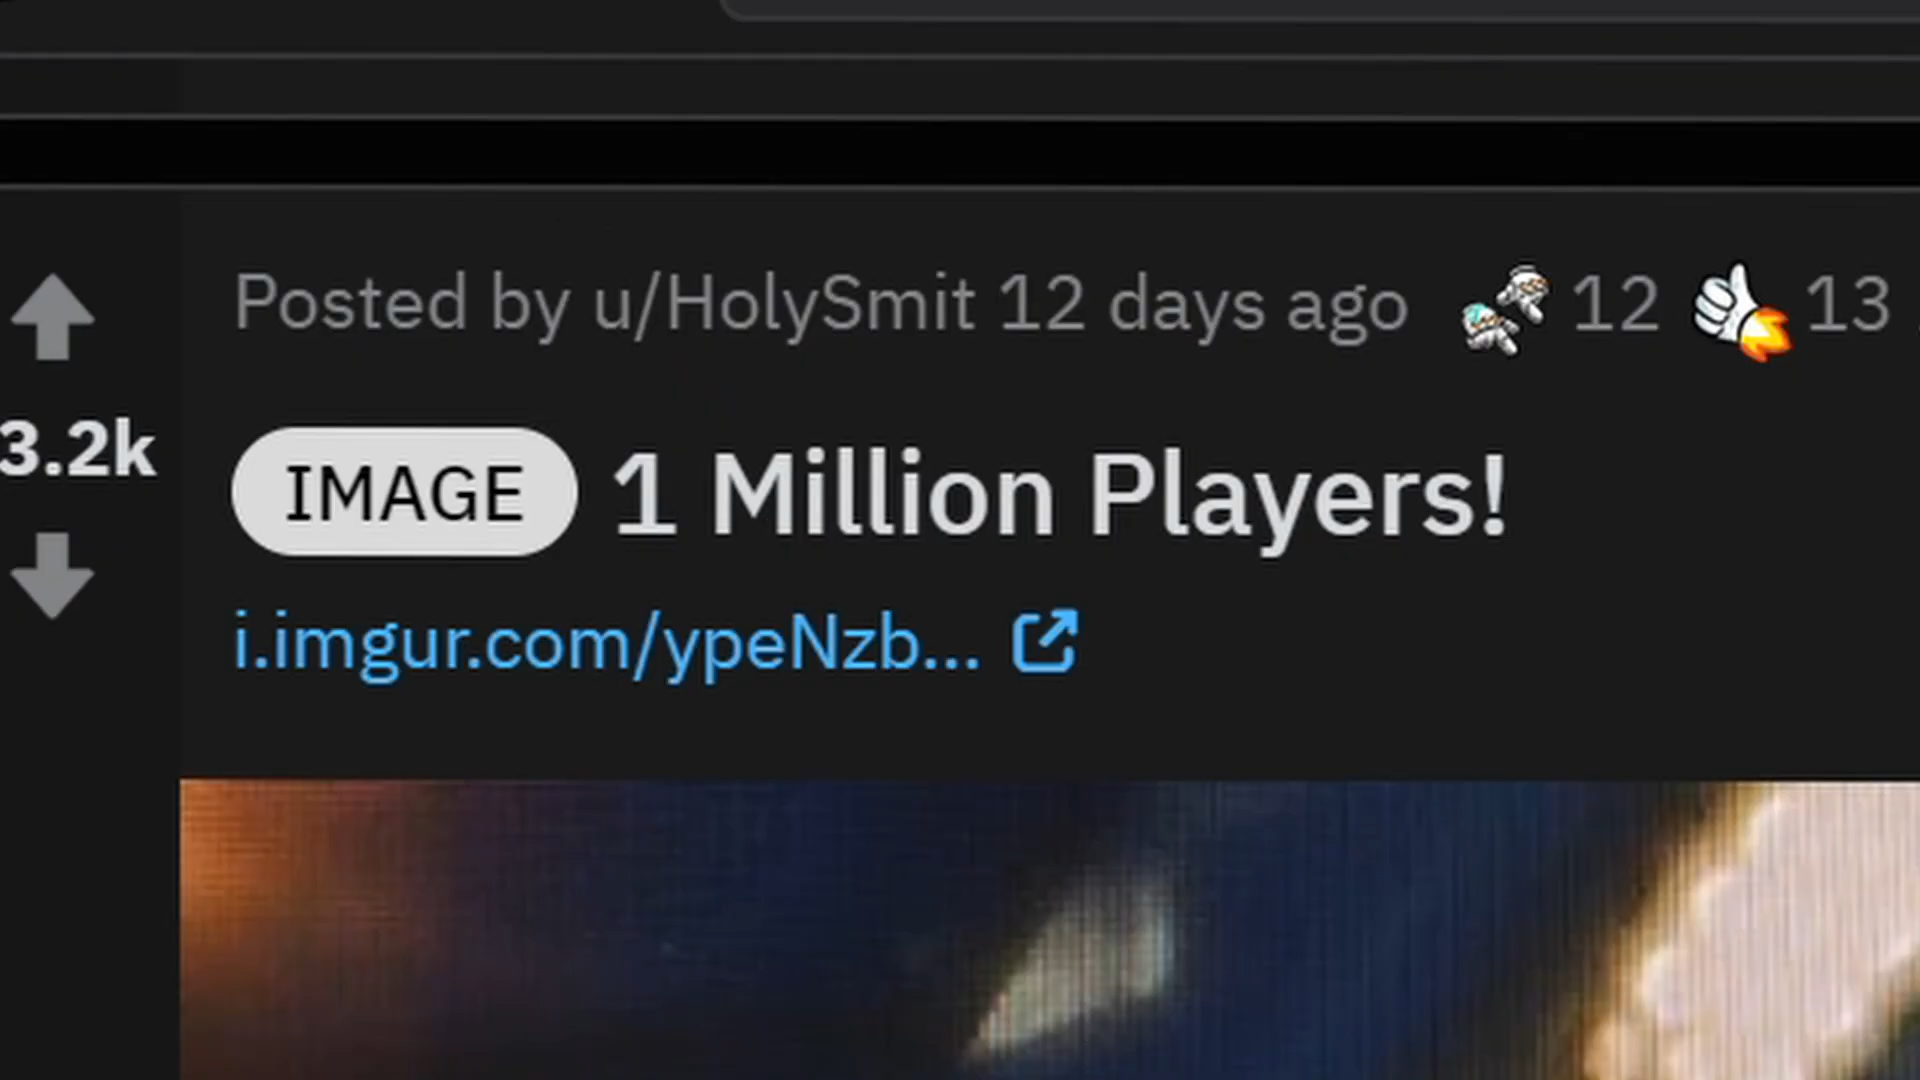 Posted by u/HolySmit 12 days ago 12 13
3.2k
IMAGE 1 Million Players!
i.imgur.com/ypeNzb...